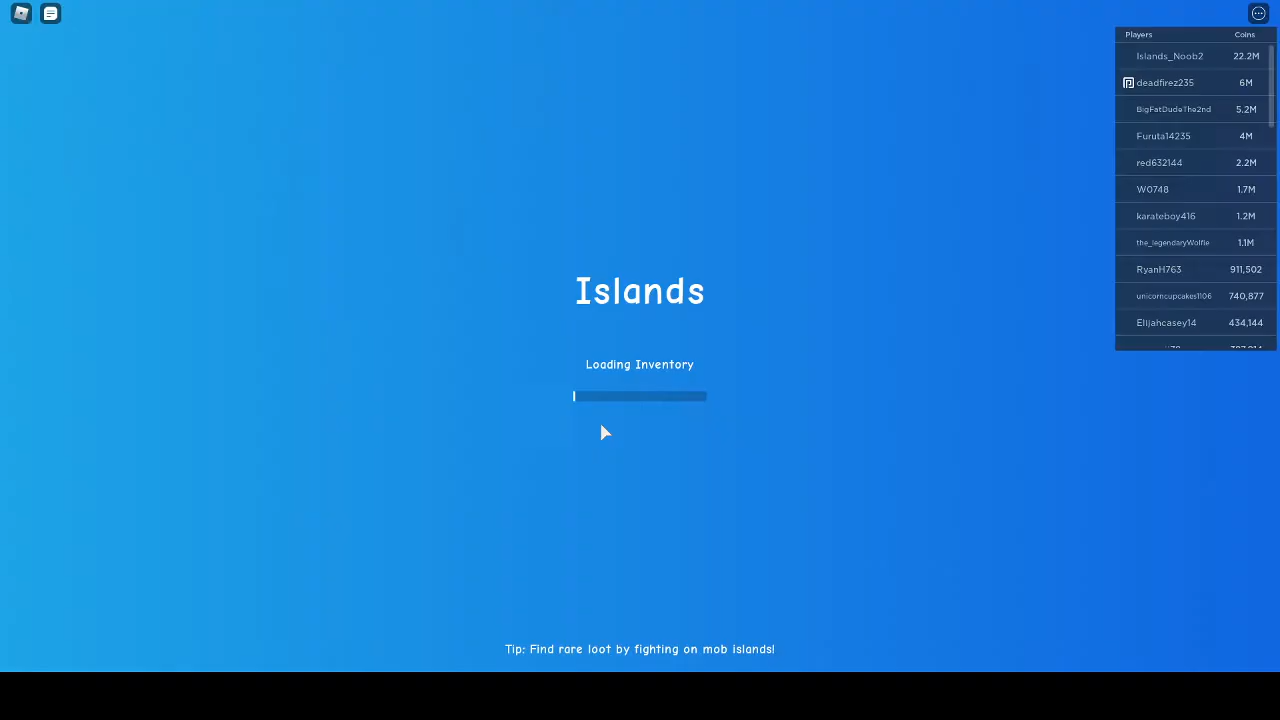 Players Coins
Islands_Noob2 22.2M
deadfirez235 6M
BigFatDudeThe2nd 5.2M
Furuta14235 4M
red632144 2.2M
W0748 1.7M
karateboy416 1.2M
the_legendaryWolfie 1.1M
RyanH763 911,502
unicorncupcakes1106 740,877
Elijahcasey14 434,144
Islands
Loading Inventory
Tip: Find rare loot by fighting on mob islands!